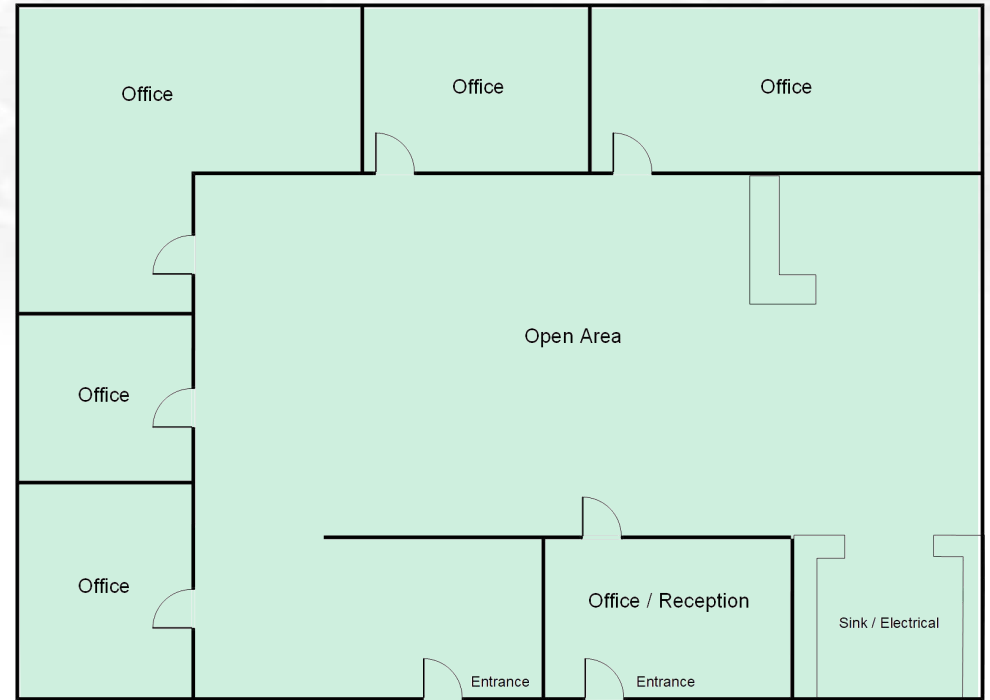 Office
Office
Office
Open Area
Office
Office
Office / Reception
Sink / Electrical
Entrance
Entrance